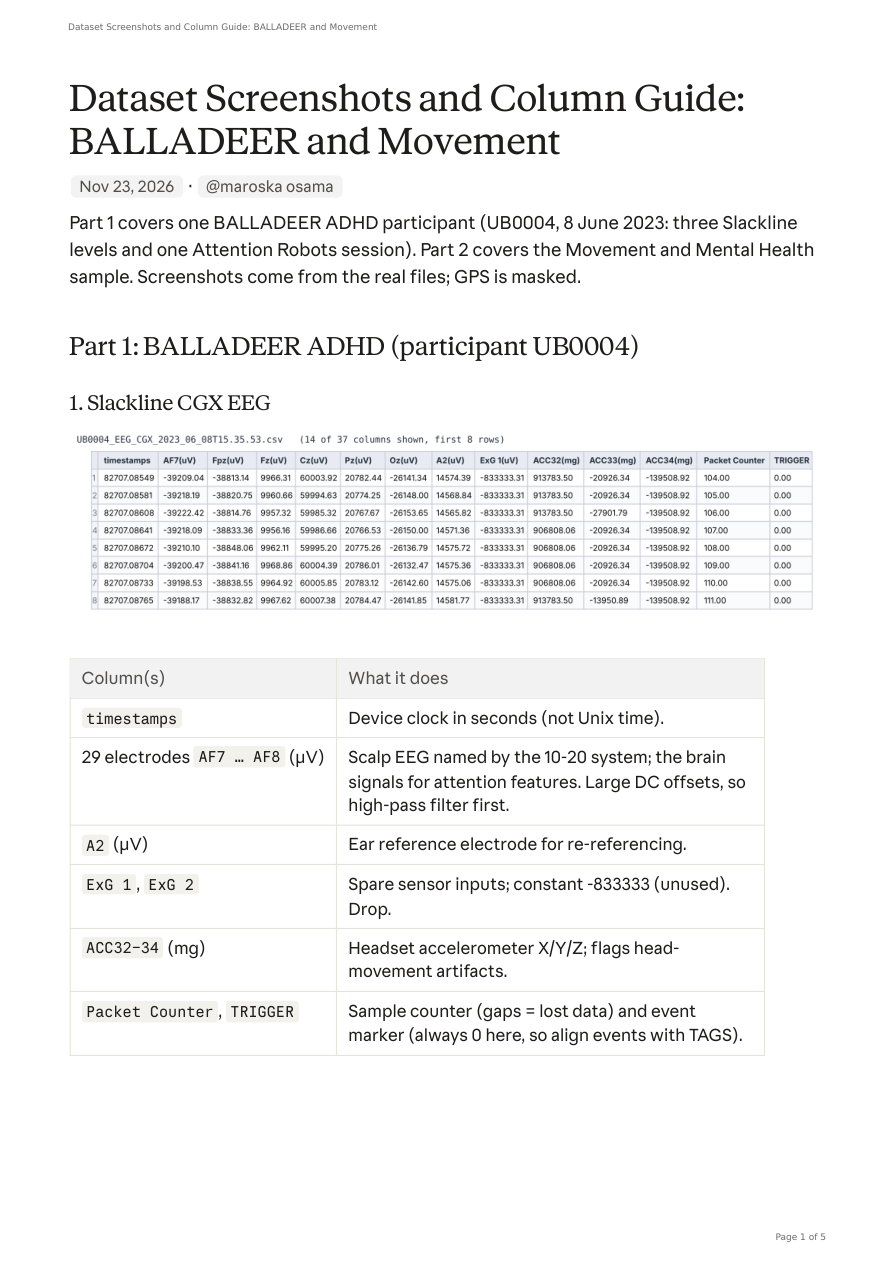 Dataset Screenshots and Column Guide: BALLADEER and Movement
Dataset Screenshots and Column Guide:
BALLADEER and Movement
Nov 23, 2026 · @maroska osama
Part 1 covers one BALLADEER ADHD participant (UB0004, 8 June 2023: three Slackline
levels and one Attention Robots session). Part 2 covers the Movement and Mental Health
sample. Screenshots come from the real files; GPS is masked.
Part 1: BALLADEER ADHD (participant UB0004)
1. Slackline CGX EEG
UB0004_EEG_CGX_2023_06_08T15.35.53.csv (14 of 37 columns shown, first 8 rows)
timestamps AF7(uV) Fpz(uV) Fz(uV) Cz(uV) Pz(uV) Oz(uV) A2(uV) ExG 1(uV) ACC32(mg) ACC33(mg) ACC34(mg) Packet Counter TRIGGER
1 82707.08549 -39209.04 -38813.14 9966.31 60003.92 20782.44 -26141.34 14574.39 -833333.31 913783.50 -20926.34 -139508.92 104.00 0.00
2 82707.08581 -39218.19 -38820.75 9960.66 59994.63 20774.25 -26148.00 14568.84 -833333.31 913783.50 -20926.34 -139508.92 105.00 0.00
3 82707.08608 -39222.42 -38814.76 9957.32 59985.32 20767.67 -26153.65 14565.82 -833333.31 913783.50 -27901.79 -139508.92 106.00 0.00
4 82707.08641 -39218.09 -38833.36 9956.16 59986.66 20766.53 -26150.00 14571.36 -833333.31 906808.06 -20926.34 -139508.92 107.00 0.00
5 82707.08672 -39210.10 -38848.06 9962.11 59995.20 20775.26 -26136.79 14575.72 -833333.31 906808.06 -20926.34 -139508.92 108.00 0.00
6 82707.08704 -39200.47 -38841.16 9968.86 60004.39 20786.01 -26132.47 14575.36 -833333.31 906808.06 -20926.34 -139508.92 109.00 0.00
7 82707.08733 -39198.53 -38838.55 9964.92 60005.85 20783.12 -26142.60 14575.06 -833333.31 906808.06 -20926.34 -139508.92 110.00 0.00
8 82707.08765 -39188.17 -38832.82 9967.62 60007.38 20784.47 -26141.85 14581.77 -833333.31 913783.50 -13950.89 -139508.92 111.00 0.00
Column(s) What it does
timestamps Device clock in seconds (not Unix time).
29 electrodes AF7 … AF8 (µV) Scalp EEG named by the 10-20 system; the brain
signals for attention features. Large DC offsets, so
high-pass filter first.
A2 (µV) Ear reference electrode for re-referencing.
ExG 1, ExG 2 Spare sensor inputs; constant -833333 (unused).
Drop.
ACC32–34 (mg) Headset accelerometer X/Y/Z; flags head-
movement artifacts.
Packet Counter, TRIGGER Sample counter (gaps = lost data) and event
marker (always 0 here, so align events with TAGS).
Page 1 of 5